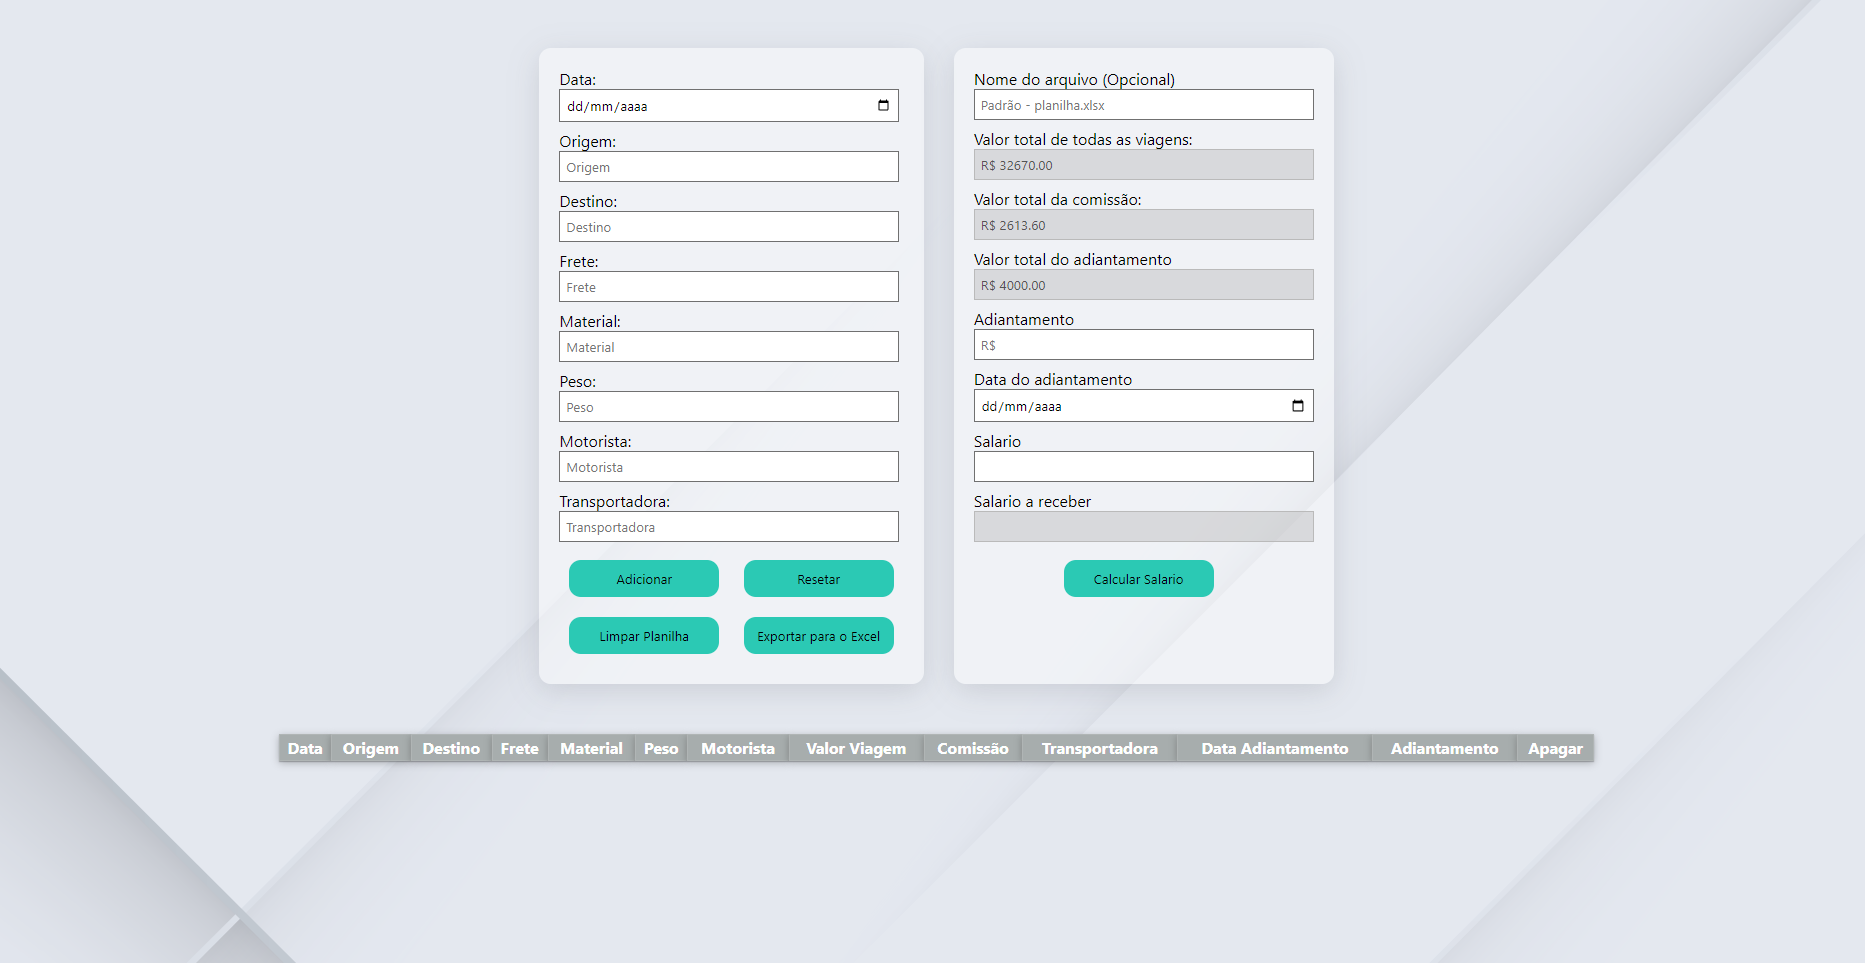 Data:
dd/mm/aaaa
Origem:
Origem
Destino:
Destino
Frete:
Frete
Material:
Material
Peso:
Peso
Motorista:
Motorista
Transportadora:
Transportadora
Adicionar
Resetar
Limpar Planilha
Exportar para o Excel
Nome do arquivo (Opcional)
Padrão - planilha.xlsx
Valor total de todas as viagens:
R$ 32670.00
Valor total da comissão:
R$ 2613.60
Valor total do adiantamento
R$ 4000.00
Adiantamento
R$
Data do adiantamento
dd/mm/aaaa
Salario
Salario a receber
Calcular Salario
Data Origem Destino Frete Material Peso Motorista Valor Viagem Comissão Transportadora Data Adiantamento Adiantamento Apagar